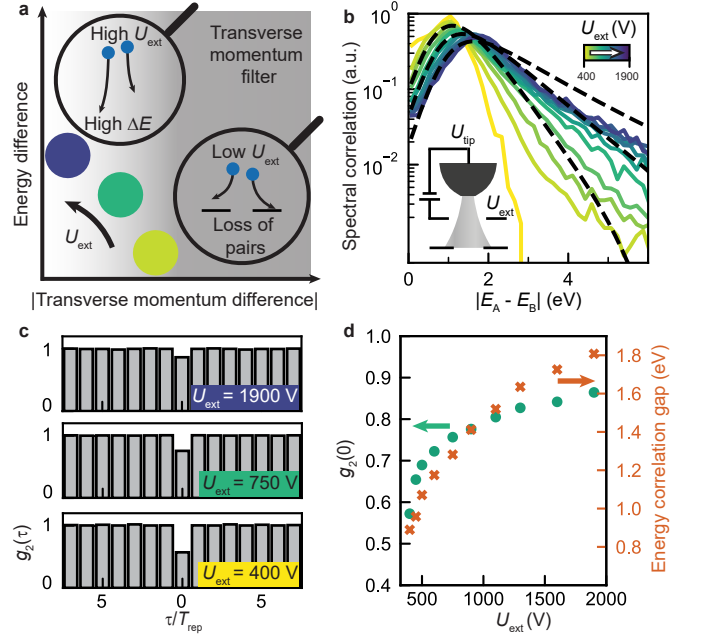 a
High U_ext
High ΔE
Transverse
momentum
filter
Low U_ext
Loss of
pairs
U_ext
Energy difference
|Transverse momentum difference|
b
U_ext (V)
400
1900
10^0
10^-1
10^-2
U_tip
U_ext
Spectral correlation (a.u.)
0
2
4
|E_A - E_B| (eV)
c
1
0
U_ext = 1900 V
1
0
U_ext = 750 V
1
0
U_ext = 400 V
g_2(τ)
5
0
5
τ/T_rep
d
1.0
0.9
0.8
0.7
0.6
0.5
0.4
g_2(0)
1.8
1.6
1.4
1.2
1.0
0.8
Energy correlation gap (eV)
500
1000
1500
2000
U_ext (V)